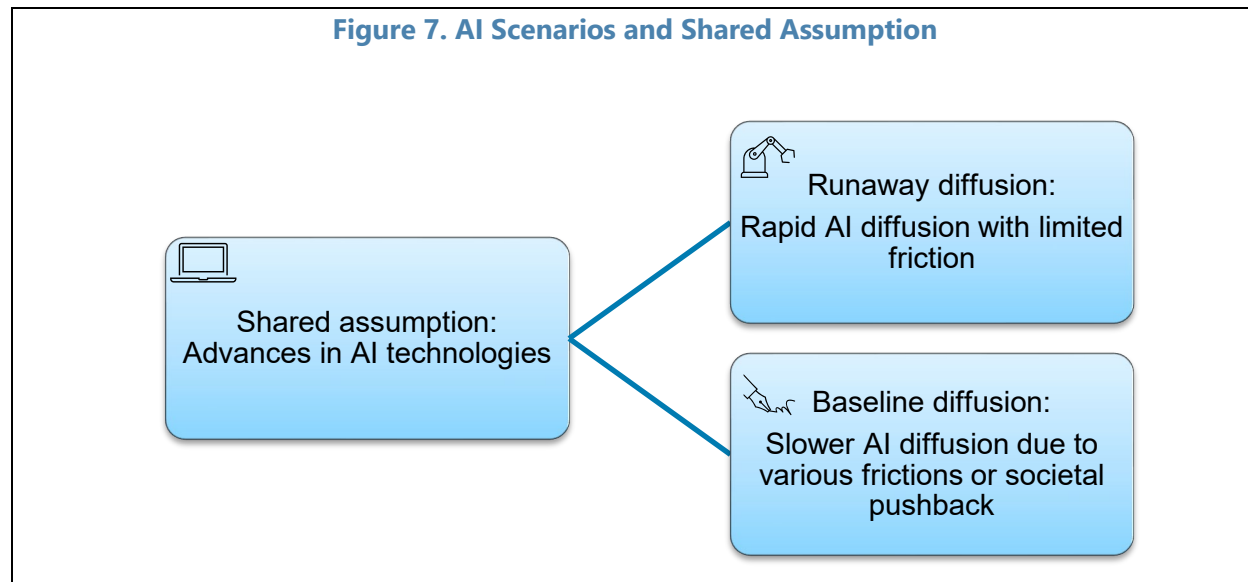 Figure 7. AI Scenarios and Shared Assumption
Shared assumption:
Advances in AI technologies
Runaway diffusion:
Rapid AI diffusion with limited
friction
Baseline diffusion:
Slower AI diffusion due to
various frictions or societal
pushback